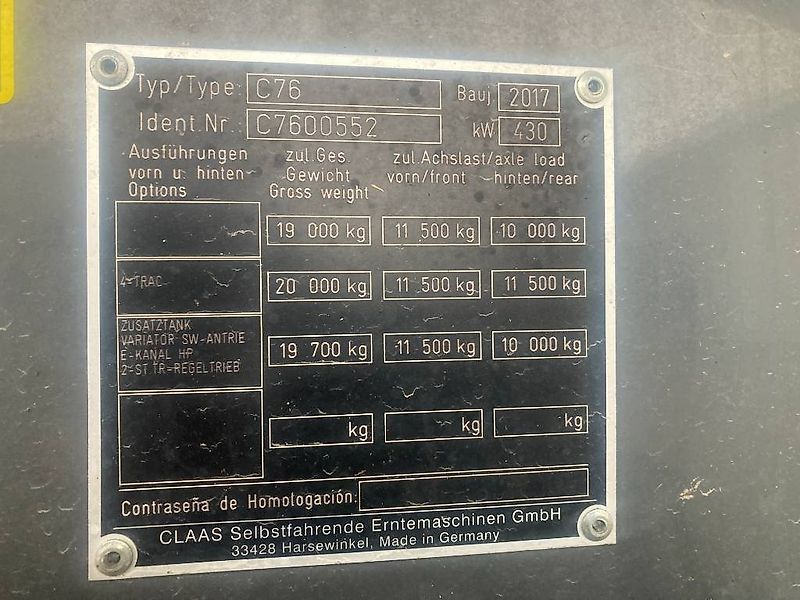 Typ/Type: C76 Bauj 2017
Ident.Nr.: C7600552 kW 430
Ausführungen zul.Ges. zul.Achslast/axle load
vorn u. hinten Gewicht vorn/front hinten/rear
Options Gross weight
19 000 kg 11 500 kg 10 000 kg
4-TRAC 20 000 kg 11 500 kg 11 500 kg
ZUSATZTANK
VARIATOR SW-ANTRIE
E-KANAL HP 19 700 kg 11 500 kg 10 000 kg
2-ST.TR-REGELTRIEB
kg kg kg
Contraseña de Homologación:
CLAAS Selbstfahrende Erntemaschinen GmbH
33428 Harsewinkel, Made in Germany